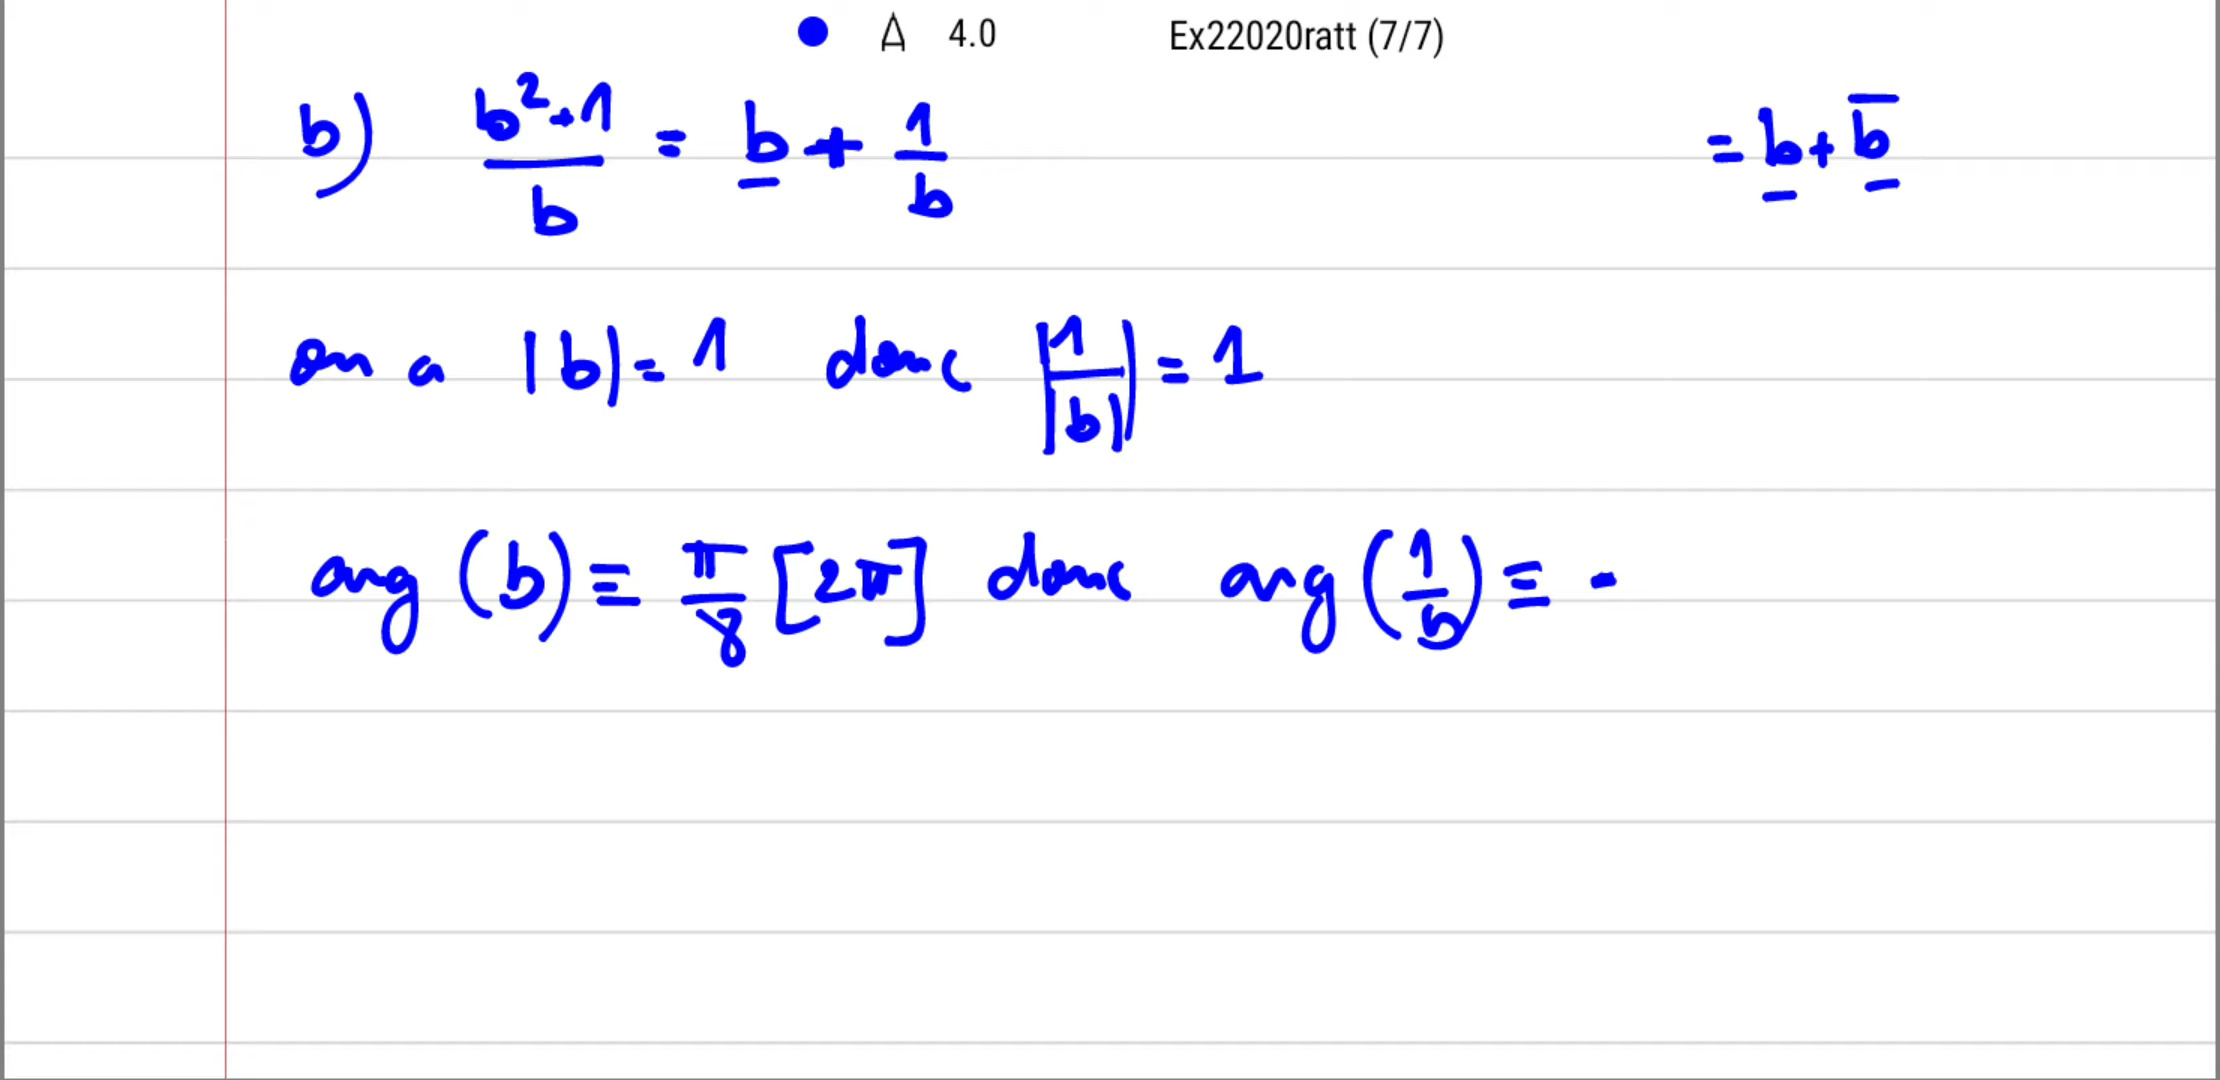 4.0 Ex22020ratt (7/7)
b) (b²+1)/b = b + 1/b = b + b̅
on a |b| = 1 donc |1/|b|| = 1
arg (b) ≡ π/8 [2π] donc arg (1/b) ≡ -